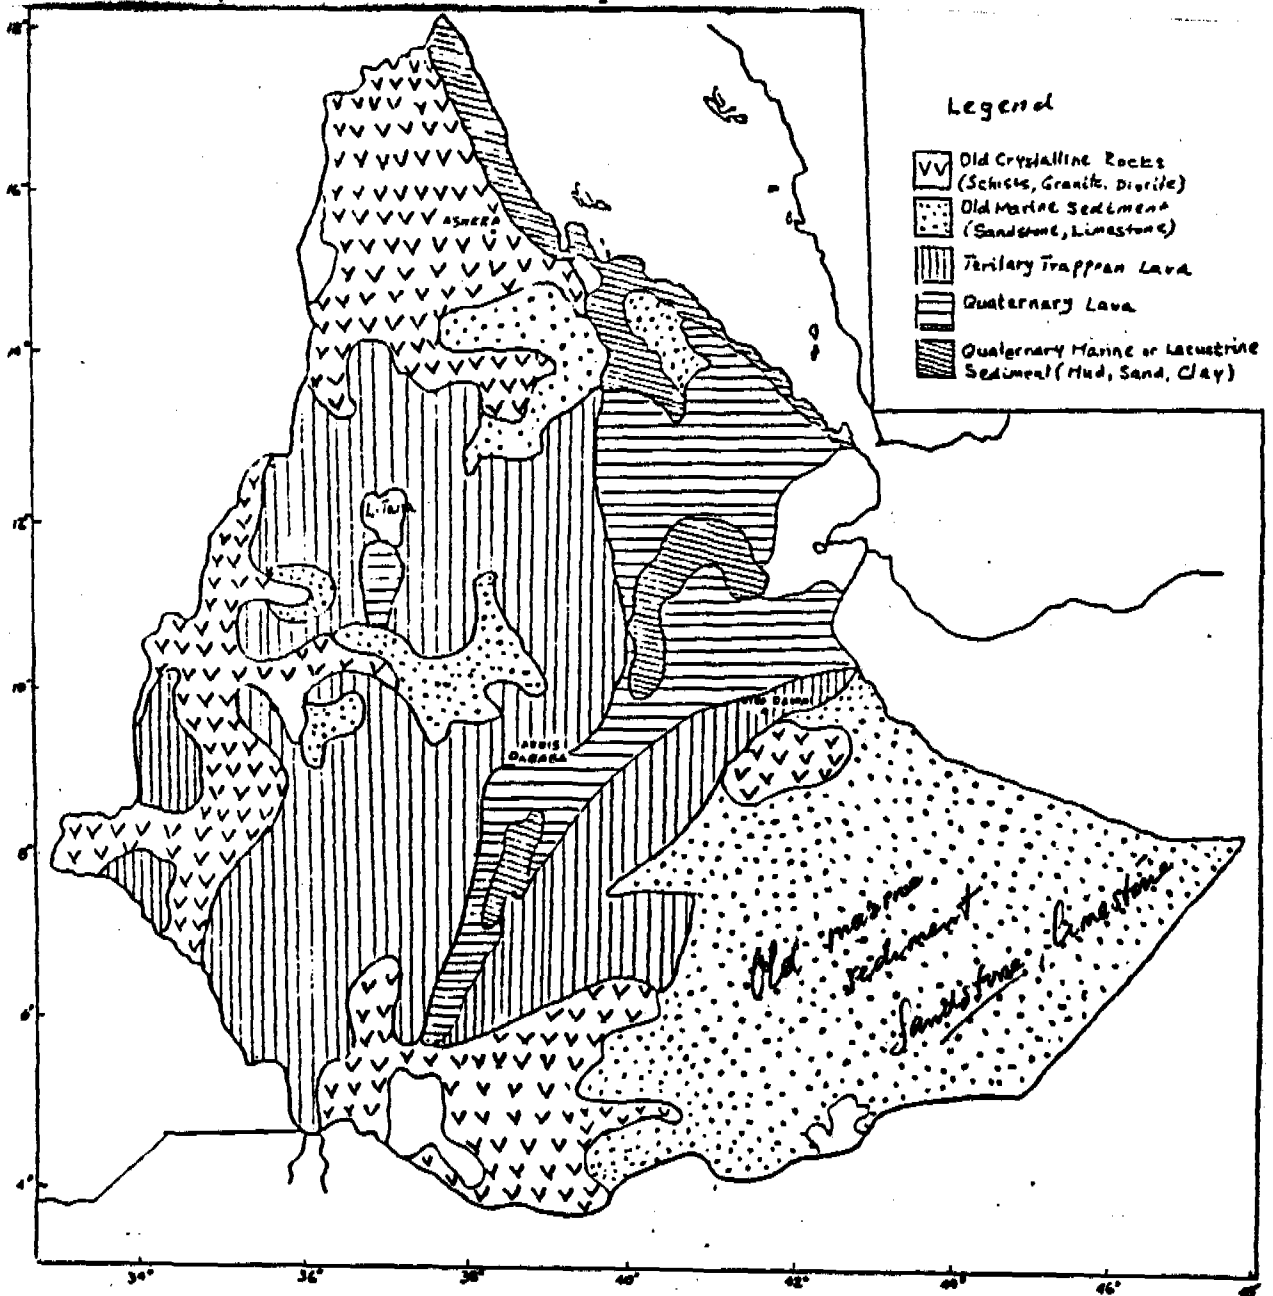 Legend
Old Crystalline Rocks
(Schists, Granite, Diorite)
Old Marine Sediment
(Sandstone, Limestone)
Tertilary Trappean Lava
Quaternary Lava
Quaternary Marine or Lacustrine
Sediment (Mud, Sand, Clay)
18°
16°
14°
12°
10°
8°
6°
4°
ASMERA
L. Tana
ADDIS
DABABA
Old marine
sediment
Sandstone, Limestone
34°
36°
38°
40°
42°
44°
46°
48°